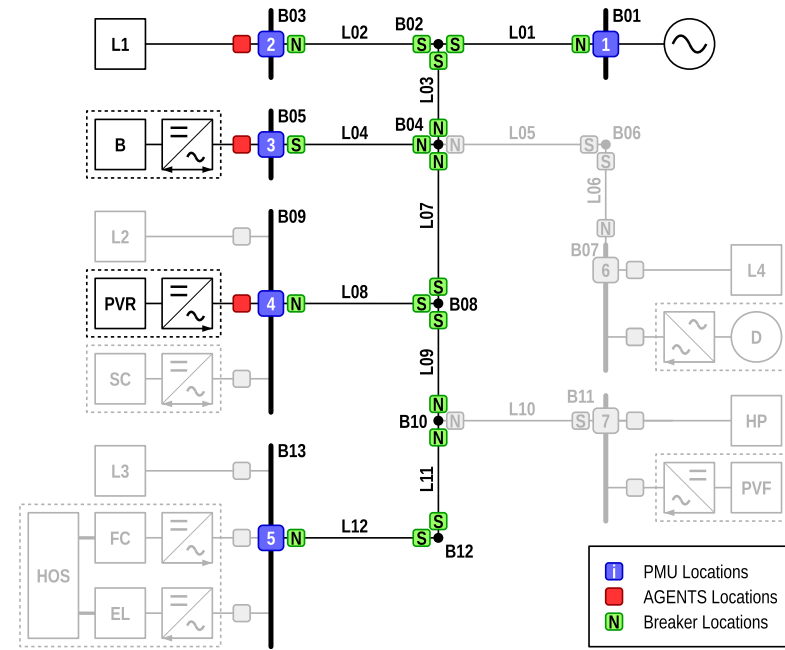 B03
B02
L02
L01
B01
L1
2
N
S
S
N
1
S
L03
B05
B04
N
L04
L05
B06
B
3
S
N
N
S
N
S
L06
L07
N
L2
B09
B07
6
L4
PVR
4
N
L08
S
S
B08
S
D
SC
L09
N
B11
B10
N
L10
S
7
HP
N
L3
B13
L11
PVF
S
FC
5
N
L12
S
B12
HOS
EL
i
PMU Locations
AGENTS Locations
N
Breaker Locations